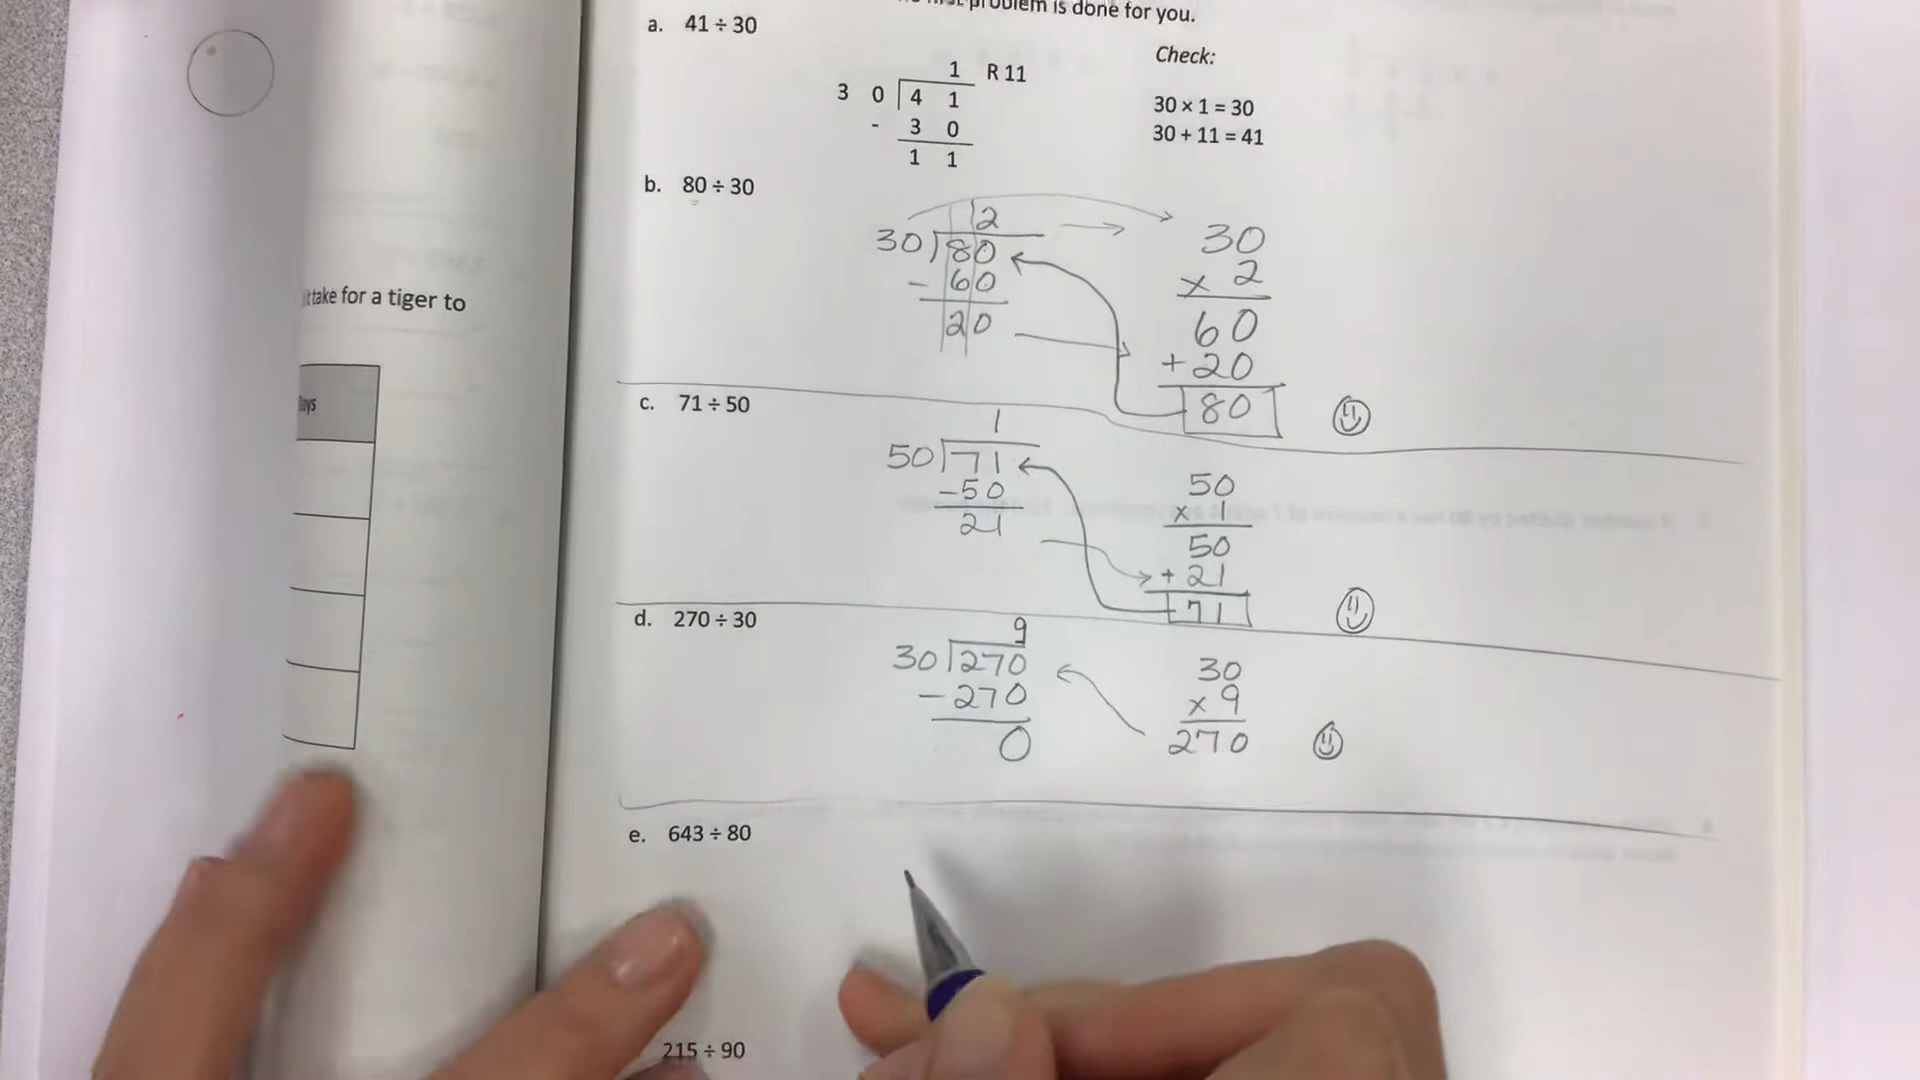 problem is done for you.
a. 41 ÷ 30
Check:
1 R 11
3 0 4 1
- 3 0
1 1
30 × 1 = 30
30 + 11 = 41
b. 80 ÷ 30
2
30)80
- 60
20
30
× 2
60
+ 20
80
take for a tiger to
c. 71 ÷ 50
1
50)71
- 50
21
50
× 1
50
+ 21
71
d. 270 ÷ 30
9
30)270
- 270
0
30
× 9
270
e. 643 ÷ 80
215 ÷ 90